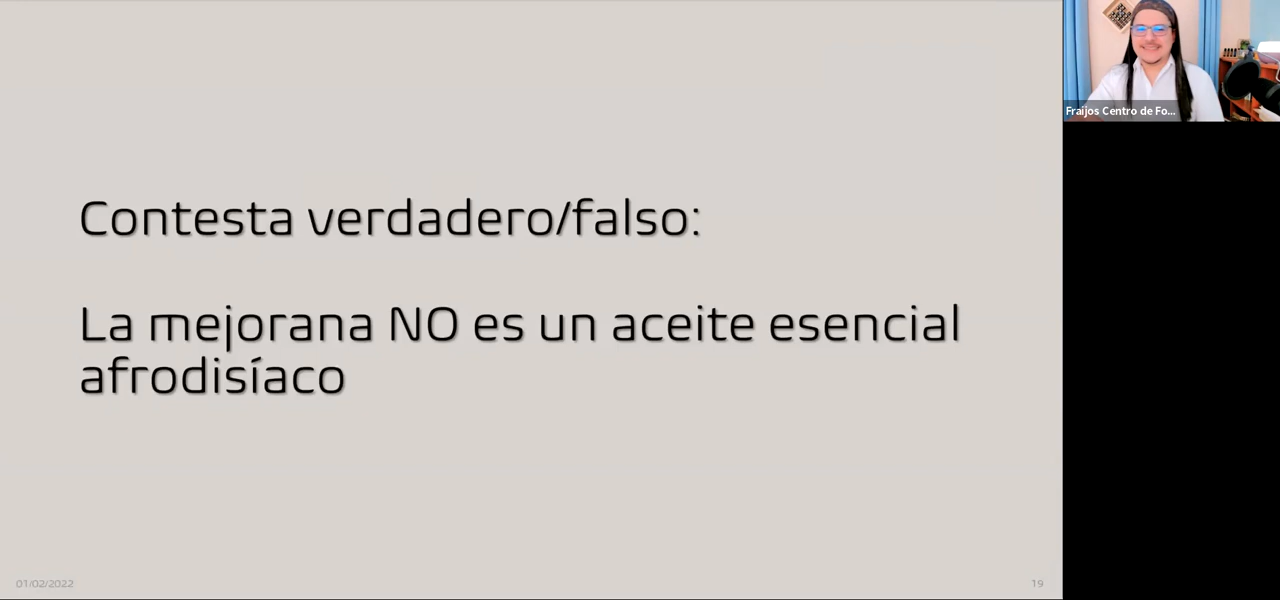 Contesta verdadero/falso:
La mejorana NO es un aceite esencial
afrodisíaco
Fraijos Centro de Fo...
01/02/2022
19